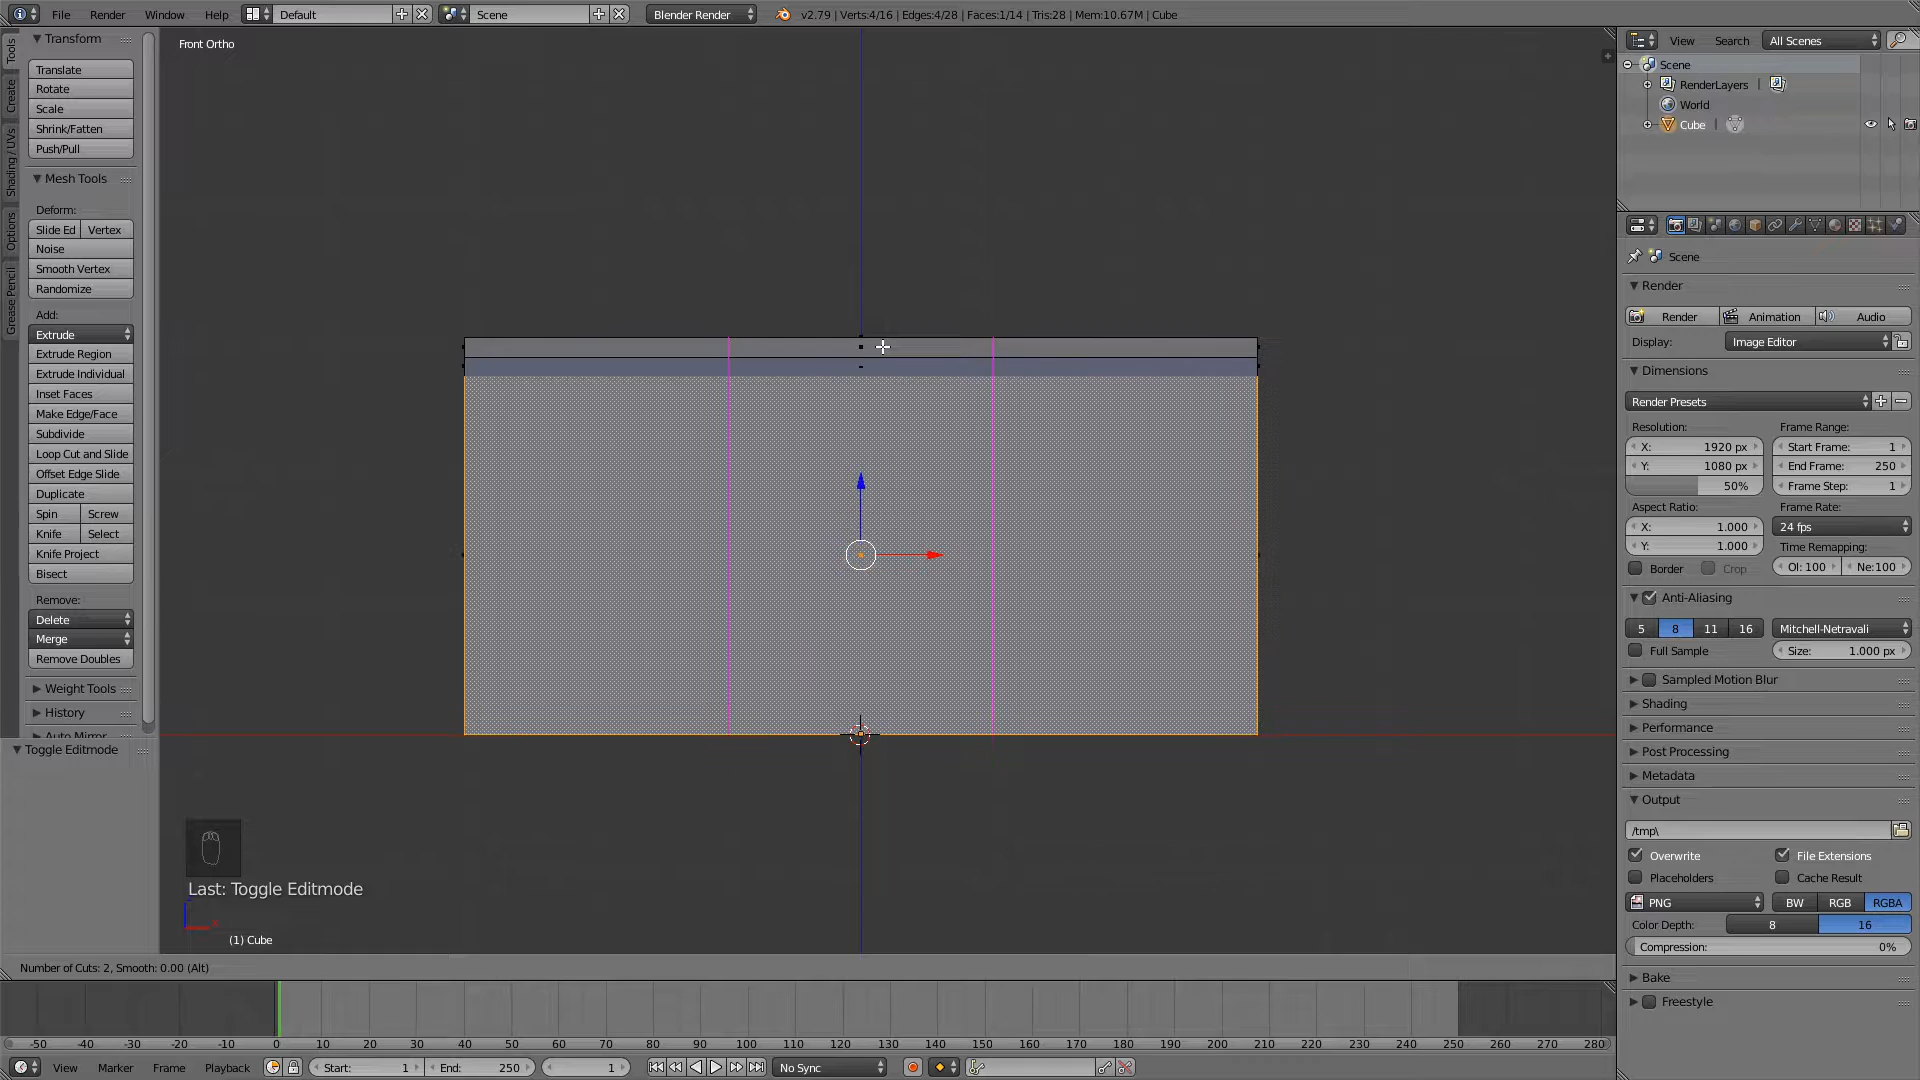 File Render Window Help Default Scene Blender Render v2.79 | Verts:4/16 | Edges:4/28 | Faces:1/14 | Tris:28 | Mem:10.67M | Cube
Tools
Create
Shading / UVs
Options
Grease Pencil
Transform
Translate
Rotate
Scale
Shrink/Fatten
Push/Pull
Mesh Tools
Deform:
Slide Ed Vertex
Noise
Smooth Vertex
Randomize
Add:
Extrude
Extrude Region
Extrude Individual
Inset Faces
Make Edge/Face
Subdivide
Loop Cut and Slide
Offset Edge Slide
Duplicate
Spin Screw
Knife Select
Knife Project
Bisect
Remove:
Delete
Merge
Remove Doubles
Weight Tools
History
Auto Mirror
Toggle Editmode
Front Ortho
Last: Toggle Editmode
(1) Cube
Number of Cuts: 2, Smooth: 0.00 (Alt)
View Search All Scenes
Scene
RenderLayers |
World
Cube |
Scene
Render
Render Animation Audio
Display: Image Editor
Dimensions
Render Presets
Resolution: Frame Range:
X: 1920 px Start Frame: 1
Y: 1080 px End Frame: 250
50% Frame Step: 1
Aspect Ratio: Frame Rate:
X: 1.000 24 fps
Y: 1.000 Time Remapping:
Border Crop Ol: 100 Ne:100
Anti-Aliasing
5 8 11 16 Mitchell-Netravali
Full Sample Size: 1.000 px
Sampled Motion Blur
Shading
Performance
Post Processing
Metadata
Output
/tmp\
Overwrite File Extensions
Placeholders Cache Result
PNG BW RGB RGBA
Color Depth: 8 16
Compression: 0%
Bake
Freestyle
-50 -40 -30 -20 -10 0 10 20 30 40 50 60 70 80 90 100 110 120 130 140 150 160 170 180 190 200 210 220 230 240 250 260 270 280
View Marker Frame Playback Start: 1 End: 250 1 No Sync